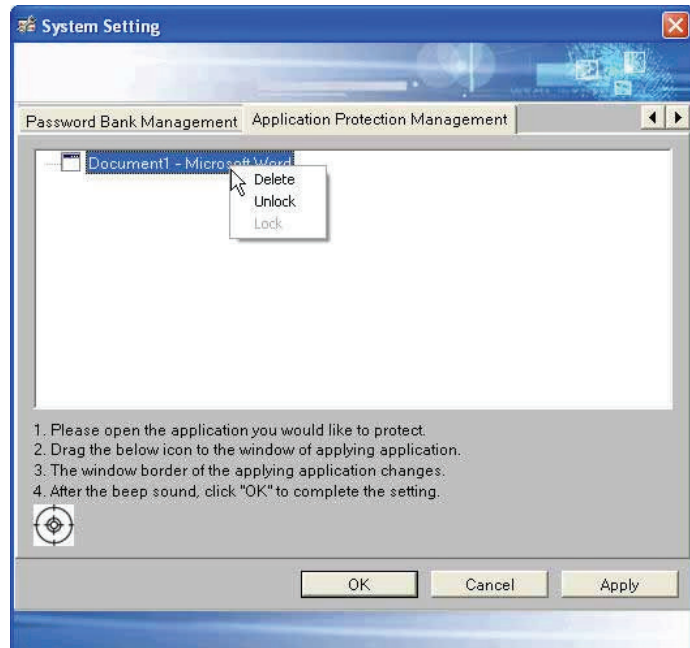 System Setting
Password Bank Management
Application Protection Management
Document1 - Microsoft Word
Delete
Unlock
Lock
1. Please open the application you would like to protect.
2. Drag the below icon to the window of applying application.
3. The window border of the applying application changes.
4. After the beep sound, click "OK" to complete the setting.
OK
Cancel
Apply